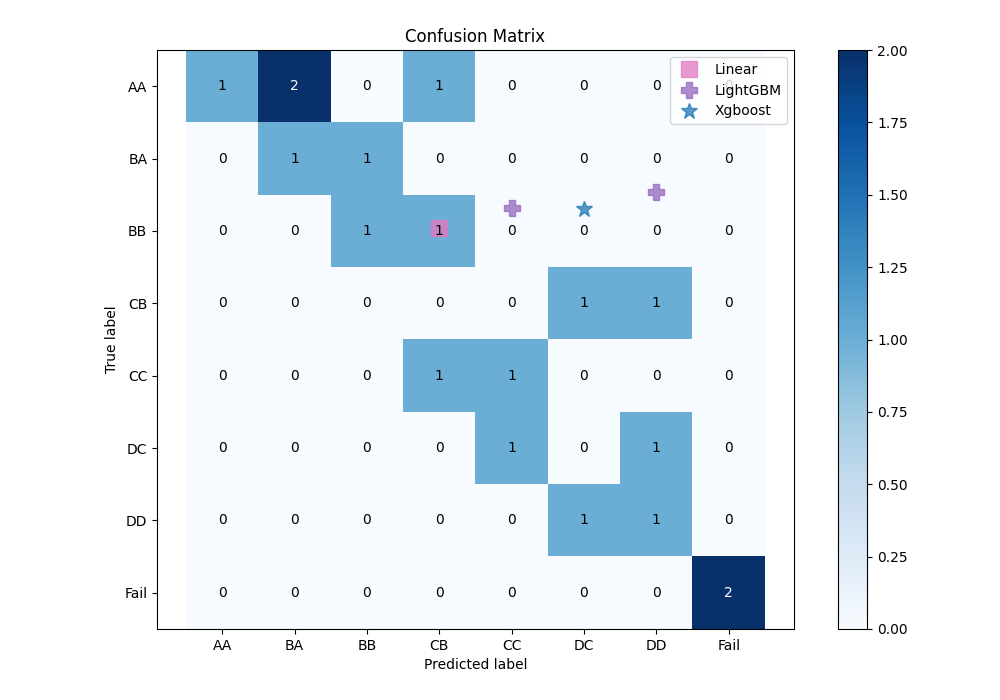 Confusion Matrix
AA 1 2 0 1 0 0 0 0
BA 0 1 1 0 0 0 0 0
BB 0 0 1 1 0 0 0 0
CB 0 0 0 0 0 1 1 0
CC 0 0 0 1 1 0 0 0
DC 0 0 0 0 1 0 1 0
DD 0 0 0 0 0 1 1 0
Fail 0 0 0 0 0 0 0 2
AA BA BB CB CC DC DD Fail
Predicted label
True label
Linear
LightGBM
Xgboost
2.00
1.75
1.50
1.25
1.00
0.75
0.50
0.25
0.00